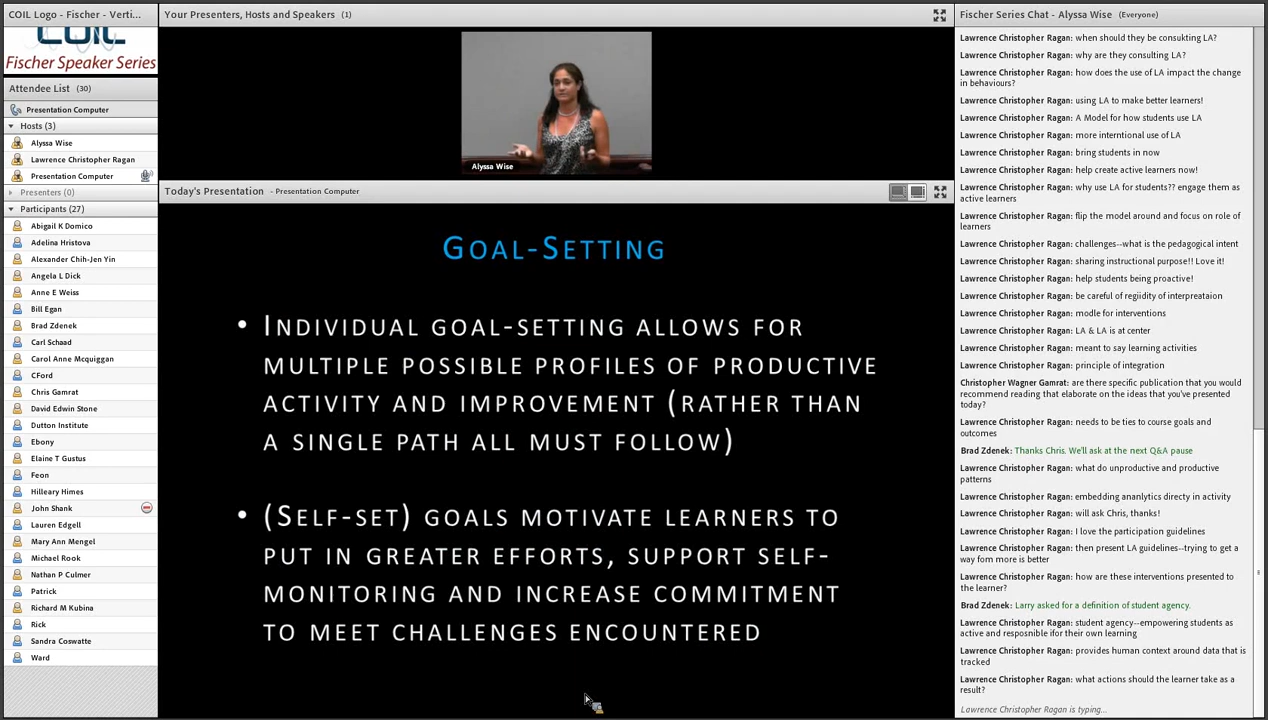 COIL Logo - Fischer - Verti...
COIL
Fischer Speaker Series
Attendee List (30)
Presentation Computer
Hosts (3)
Alyssa Wise
Lawrence Christopher Ragan
Presentation Computer
Presenters (0)
Participants (27)
Abigail K Domico
Adelina Hristova
Alexander Chih-Jen Yin
Angela L Dick
Anne E Weiss
Bill Egan
Brad Zdenek
Carl Schaad
Carol Anne Mcquiggan
CFord
Chris Gamrat
David Edwin Stone
Dutton Institute
Ebony
Elaine T Gustus
Feon
Hilleary Himes
John Shank
Lauren Edgell
Mary Ann Mengel
Michael Rook
Nathan P Culmer
Patrick
Richard M Kubina
Rick
Sandra Coswatte
Ward
Your Presenters, Hosts and Speakers (1)
Alyssa Wise
Today's Presentation - Presentation Computer
GOAL-SETTING
• INDIVIDUAL GOAL-SETTING ALLOWS FOR
MULTIPLE POSSIBLE PROFILES OF PRODUCTIVE
ACTIVITY AND IMPROVEMENT (RATHER THAN
A SINGLE PATH ALL MUST FOLLOW)
• (SELF-SET) GOALS MOTIVATE LEARNERS TO
PUT IN GREATER EFFORTS, SUPPORT SELF-
MONITORING AND INCREASE COMMITMENT
TO MEET CHALLENGES ENCOUNTERED
Fischer Series Chat - Alyssa Wise (Everyone)
Lawrence Christopher Ragan: when should they be consukting LA?
Lawrence Christopher Ragan: why are they consulting LA?
Lawrence Christopher Ragan: how does the use of LA impact the change
in behaviours?
Lawrence Christopher Ragan: using LA to make better learners!
Lawrence Christopher Ragan: A Model for how students use LA
Lawrence Christopher Ragan: more interntional use of LA
Lawrence Christopher Ragan: bring students in now
Lawrence Christopher Ragan: help create active learners now!
Lawrence Christopher Ragan: why use LA for students?? engage them as
active learners
Lawrence Christopher Ragan: flip the model around and focus on role of
learners
Lawrence Christopher Ragan: challenges--what is the pedagogical intent
Lawrence Christopher Ragan: sharing instructional purpose!! Love it!
Lawrence Christopher Ragan: help students being proactive!
Lawrence Christopher Ragan: be careful of regiidity of interpreataion
Lawrence Christopher Ragan: modle for interventions
Lawrence Christopher Ragan: LA & LA is at center
Lawrence Christopher Ragan: meant to say learning activities
Lawrence Christopher Ragan: principle of integration
Christopher Wagner Gamrat: are there specific publication that you would
recommend reading that elaborate on the ideas that you've presented
today?
Lawrence Christopher Ragan: needs to be ties to course goals and
outcomes
Brad Zdenek: Thanks Chris. We'll ask at the next Q&A pause
Lawrence Christopher Ragan: what do unproductive and productive
patterns
Lawrence Christopher Ragan: embedding ananlytics directy in activity
Lawrence Christopher Ragan: will ask Chris, thanks!
Lawrence Christopher Ragan: I love the participation guidelines
Lawrence Christopher Ragan: then present LA guidelines--trying to get a
way fom more is better
Lawrence Christopher Ragan: how are these interventions presented to
the learner?
Brad Zdenek: Larry asked for a definition of student agency.
Lawrence Christopher Ragan: student agency--empowering students as
active and resposnible ifor their own learning
Lawrence Christopher Ragan: provides human context around data that is
tracked
Lawrence Christopher Ragan: what actions should the learner take as a
result?
Lawrence Christopher Ragan is typing...